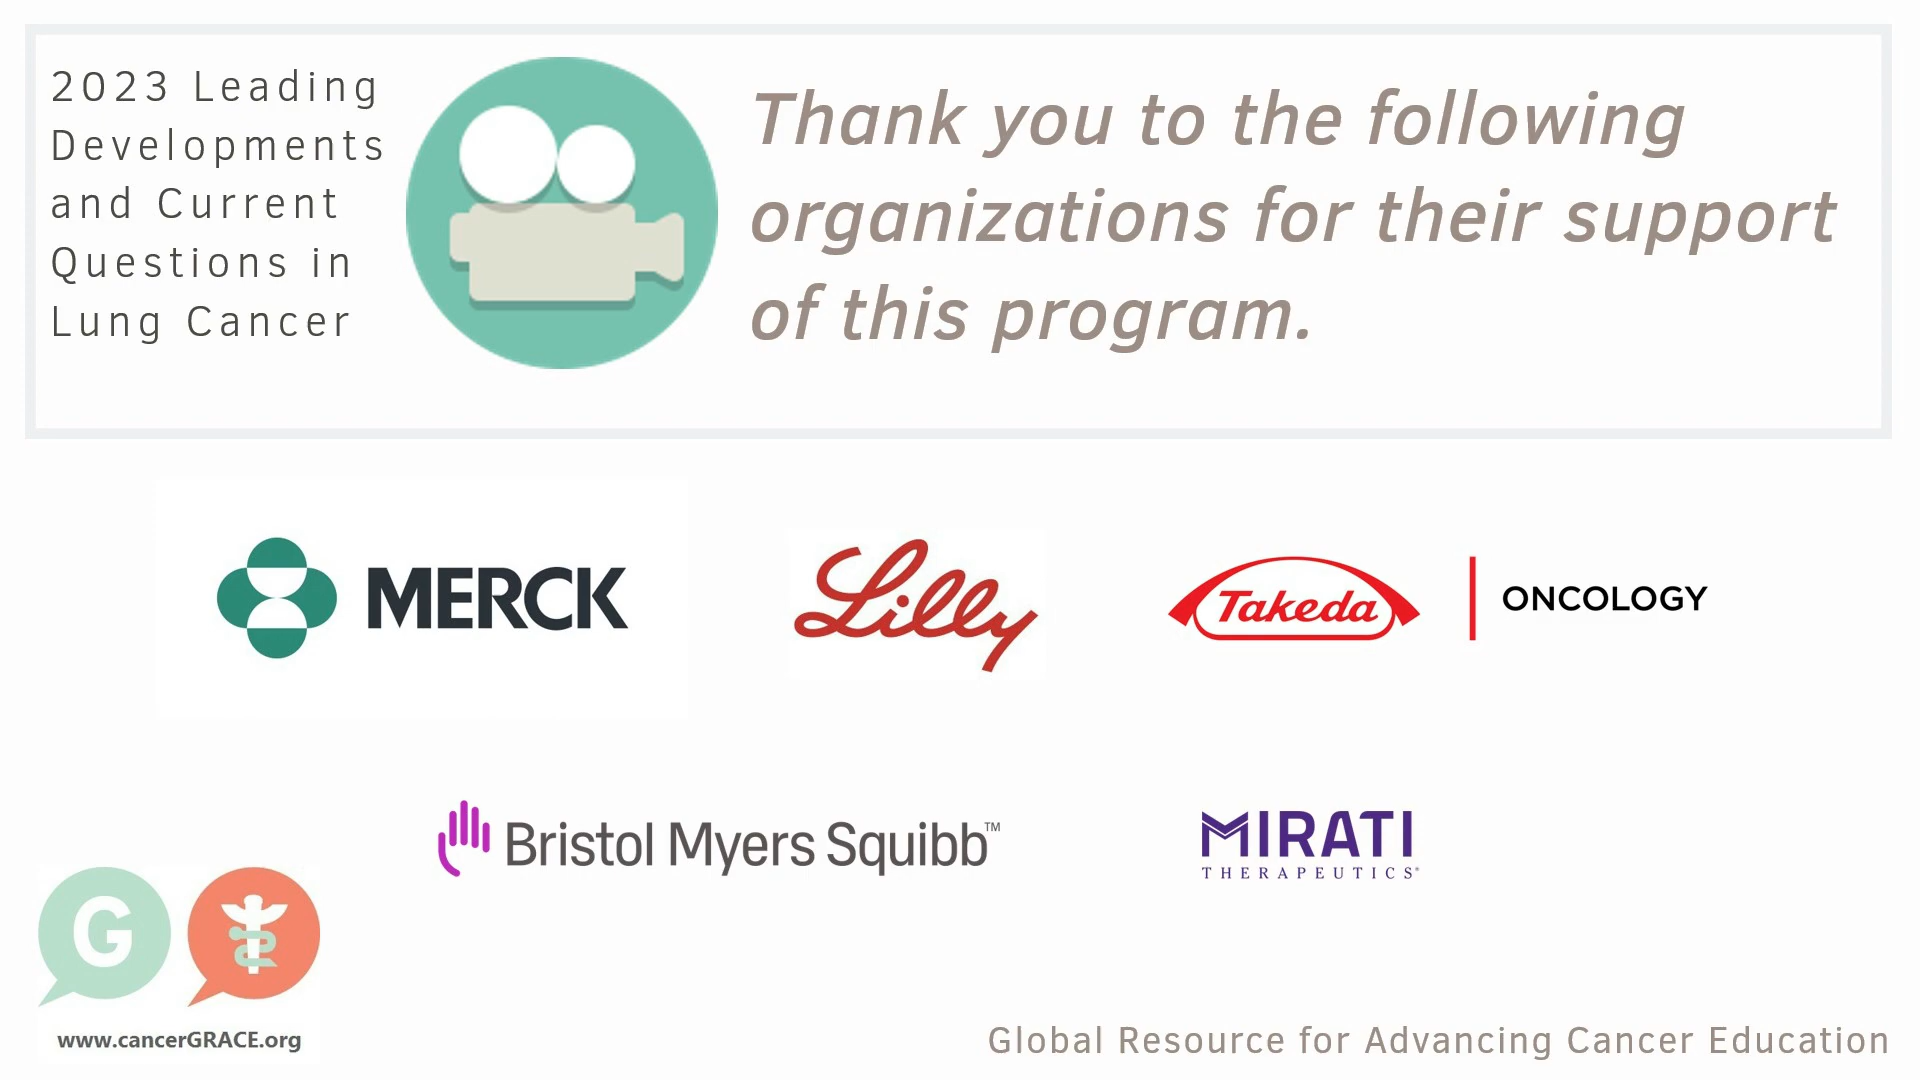 2023 Leading
Developments
and Current
Questions in
Lung Cancer
Thank you to the following
organizations for their support
of this program.
MERCK
Lilly
Takeda
ONCOLOGY
Bristol Myers Squibb™
MIRATI
THERAPEUTICS®
G
www.cancerGRACE.org
Global Resource for Advancing Cancer Education